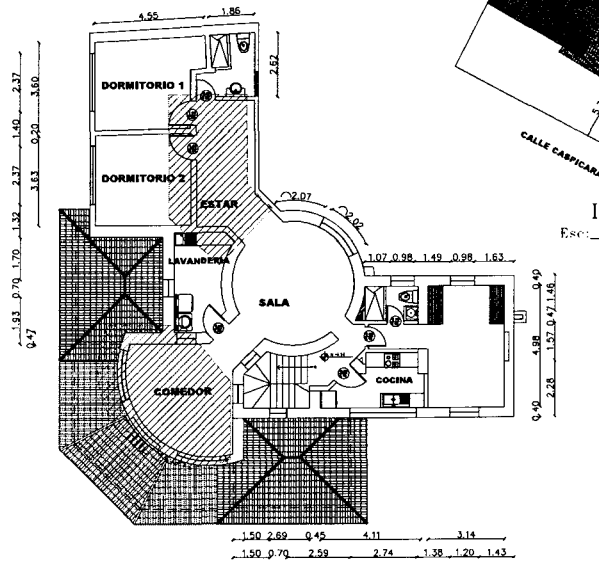 4.55 1.86
2.62
DORMITORIO 1
DORMITORIO 2
ESTAR
2.37 1.40 2.37 1.32 1.70 0.70 1.93 0.47
3.60 0.20 3.63
2.07 2.02
LAVANDERIA
SALA
1.07 0.98 1.49 0.98 1.63
COCINA
COMEDOR
0.40 4.98 0.40
1.46 0.47 1.57 2.28
1.50 2.69 0.45 4.11 3.14
1.50 0.70 2.59 2.74 1.38 1.20 1.43
CALLE CASPICARA
Esc: